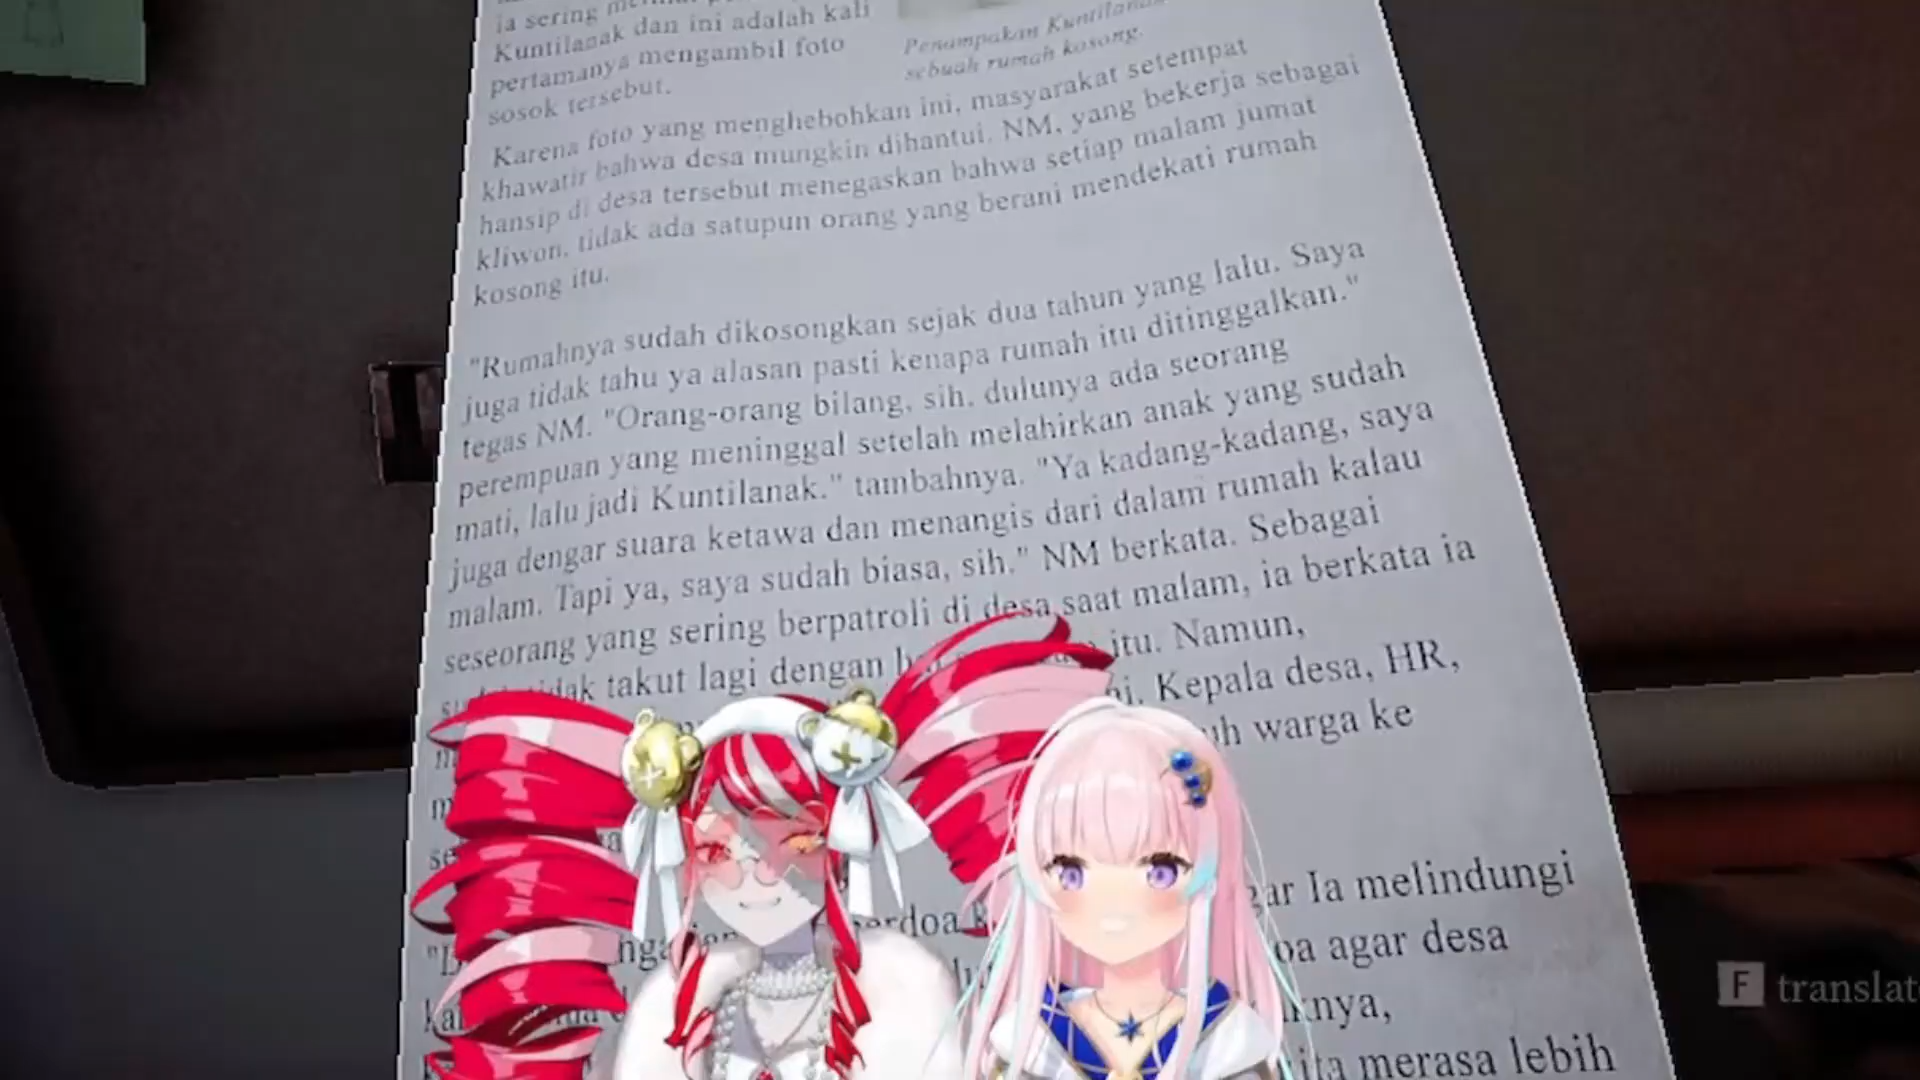 ia sering
Kuntilanak dan ini adalah kali
pertamanya mengambil foto
sosok tersebut.
Penampakan Kuntilanak
sebuah rumah kosong.
Karena foto yang menghebohkan ini, masyarakat setempat
khawatir bahwa desa mungkin dihantui. NM, yang bekerja sebagai
hansip di desa tersebut menegaskan bahwa setiap malam jumat
kliwon, tidak ada satupun orang yang berani mendekati rumah
kosong itu.
"Rumahnya sudah dikosongkan sejak dua tahun yang lalu. Saya
juga tidak tahu ya alasan pasti kenapa rumah itu ditinggalkan."
tegas NM. "Orang-orang bilang, sih, dulunya ada seorang
perempuan yang meninggal setelah melahirkan anak yang sudah
mati, lalu jadi Kuntilanak." tambahnya. "Ya kadang-kadang, saya
juga dengar suara ketawa dan menangis dari dalam rumah kalau
malam. Tapi ya, saya sudah biasa, sih." NM berkata. Sebagai
seseorang yang sering berpatroli di desa saat malam, ia berkata ia
takut lagi dengan itu. Namun,
Kepala desa, HR,
warga ke
Ia melindungi
agar desa
merasa lebih
F translat